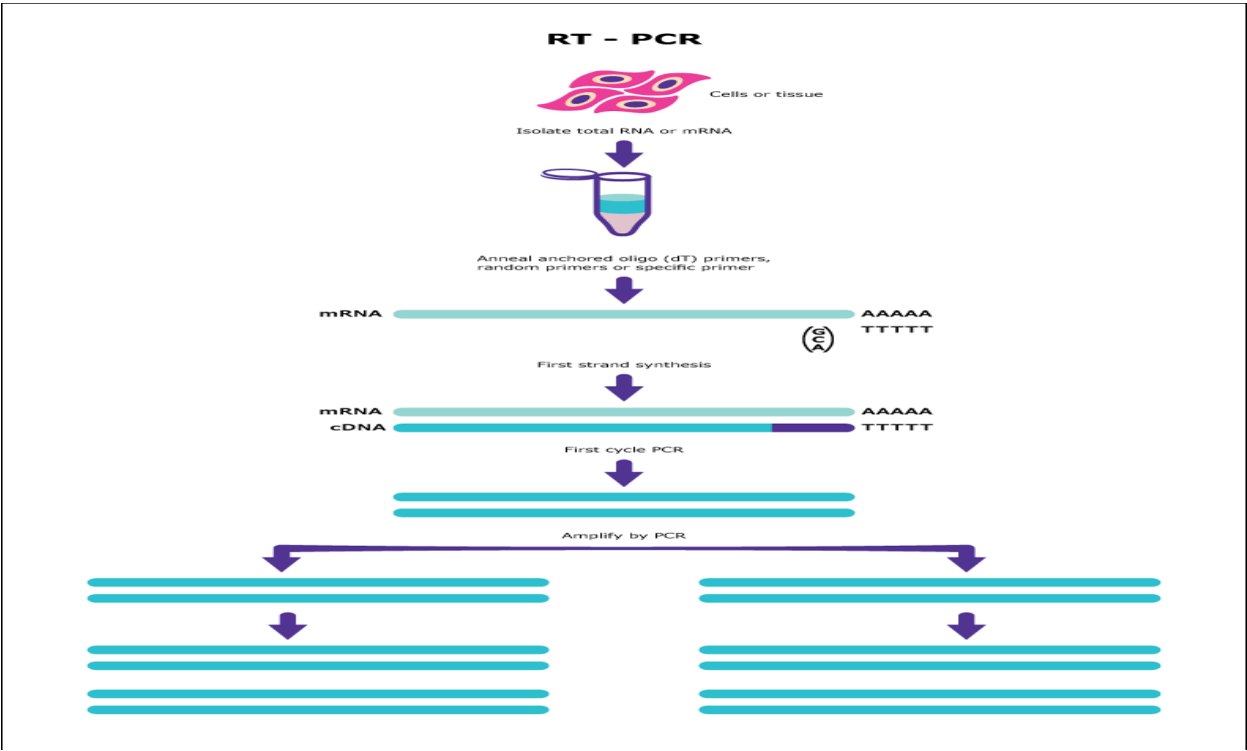 RT - PCR
Cells or tissue
Isolate total RNA or mRNA
Anneal anchored oligo (dT) primers,
random primers or specific primer
mRNA AAAAA
TTTTT
(G
C
A)
First strand synthesis
mRNA AAAAA
cDNA TTTTT
First cycle PCR
Amplify by PCR